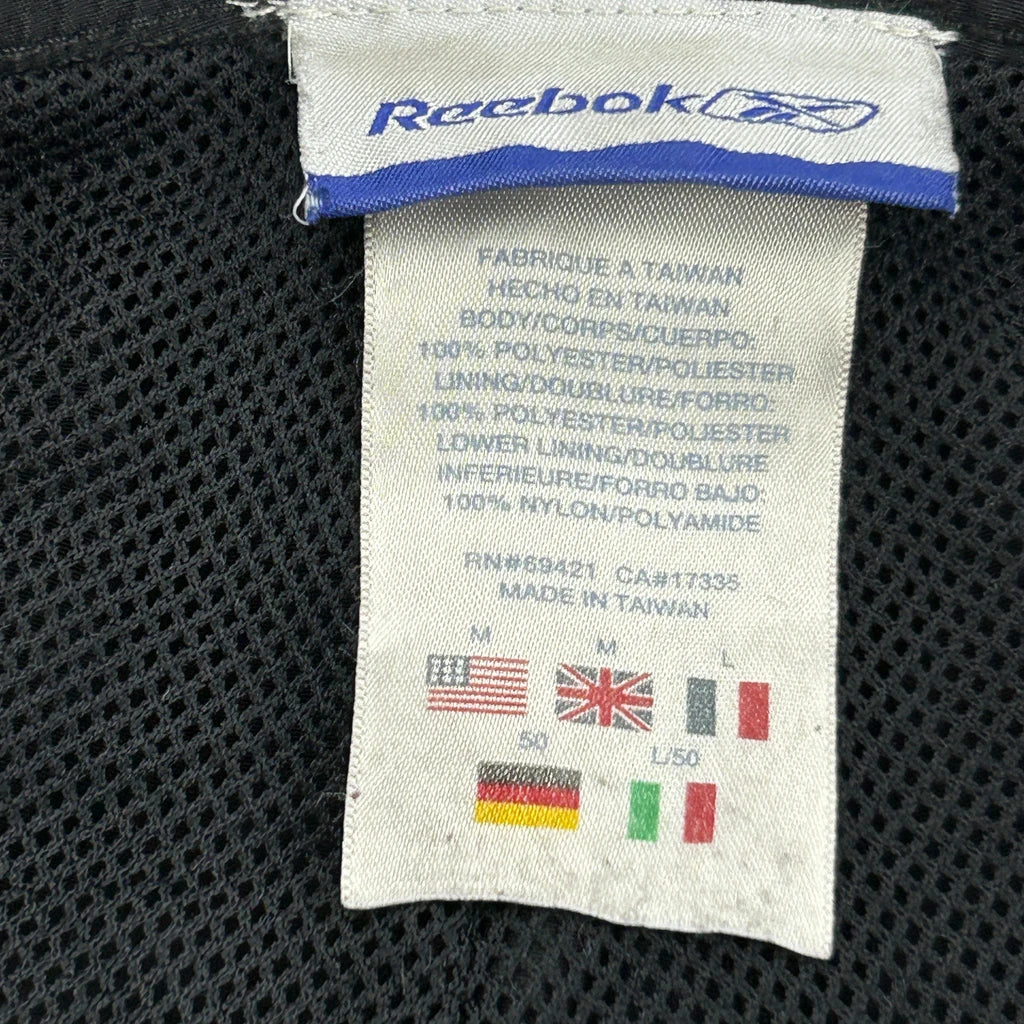 Reebok
FABRIQUE A TAIWAN
HECHO EN TAIWAN
BODY/CORPS/CUERPO:
100% POLYESTER/POLIESTER
LINING/DOUBLURE/FORRO:
100% POLYESTER/POLIESTER
LOWER LINING/DOUBLURE
INFERIEURE/FORRO BAJO:
100% NYLON/POLYAMIDE
RN#69421 CA#17335
MADE IN TAIWAN
M M L
50 L/50